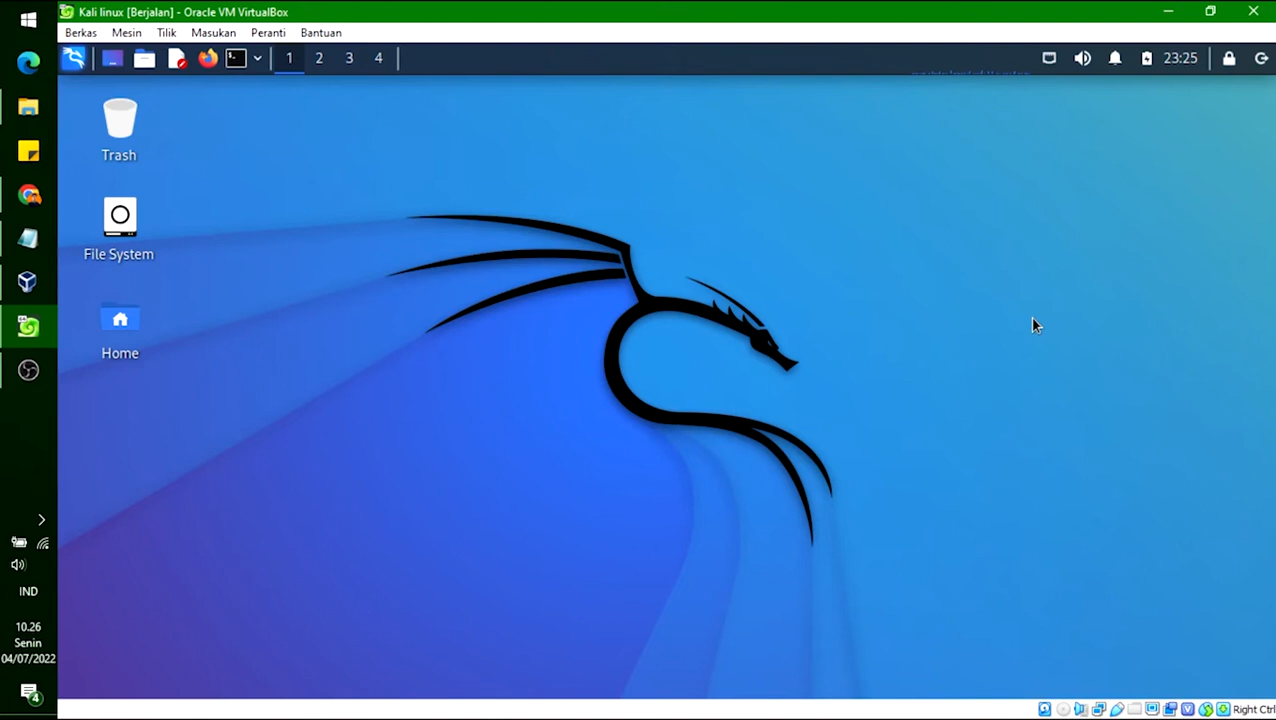 Kali linux [Berjalan] - Oracle VM VirtualBox
Berkas Mesin Tilik Masukan Peranti Bantuan
1 2 3 4 23:25
Trash
File System
Home
IND
10.26
Senin
04/07/2022
4
Right Ctrl